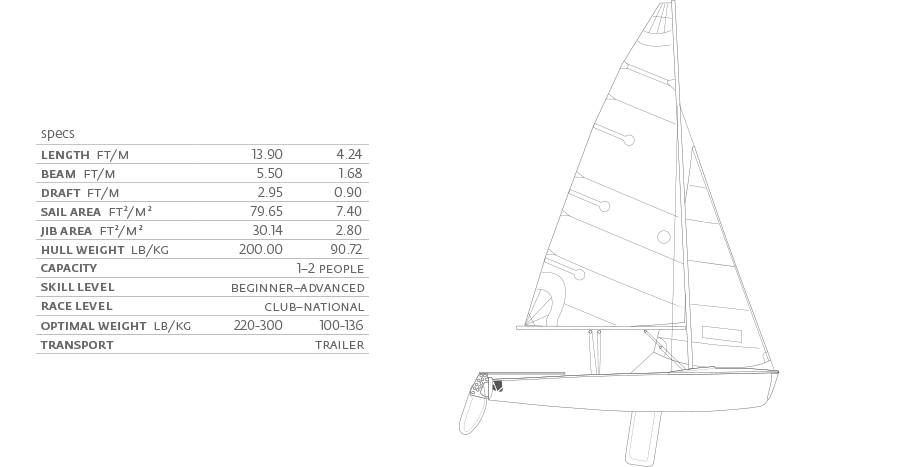 specs
LENGTH FT/M 13.90 4.24
BEAM FT/M 5.50 1.68
DRAFT FT/M 2.95 0.90
SAIL AREA FT²/M² 79.65 7.40
JIB AREA FT²/M² 30.14 2.80
HULL WEIGHT LB/KG 200.00 90.72
CAPACITY 1–2 PEOPLE
SKILL LEVEL BEGINNER–ADVANCED
RACE LEVEL CLUB–NATIONAL
OPTIMAL WEIGHT LB/KG 220-300 100-136
TRANSPORT TRAILER